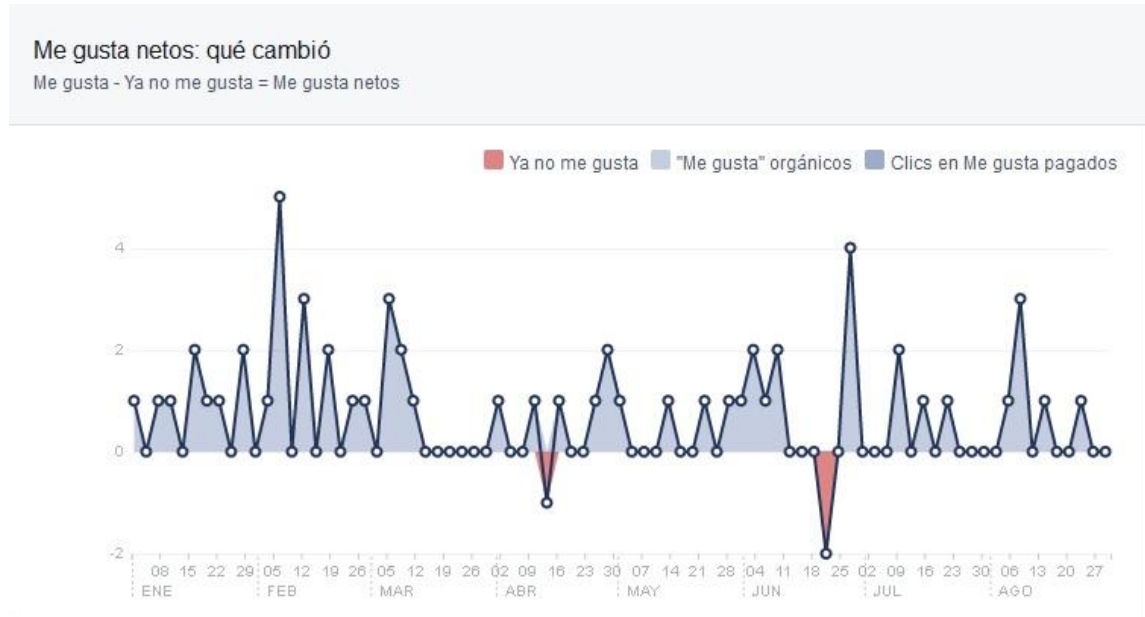 Me gusta netos: qué cambió
Me gusta - Ya no me gusta = Me gusta netos
Ya no me gusta "Me gusta" orgánicos Clics en Me gusta pagados
4
2
0
-2
08 15 22 29 05 12 19 26 05 12 19 26 02 09 16 23 30 07 14 21 28 04 11 18 25 02 09 16 23 30 06 13 20 27
ENE FEB MAR ABR MAY JUN. JUL AGO